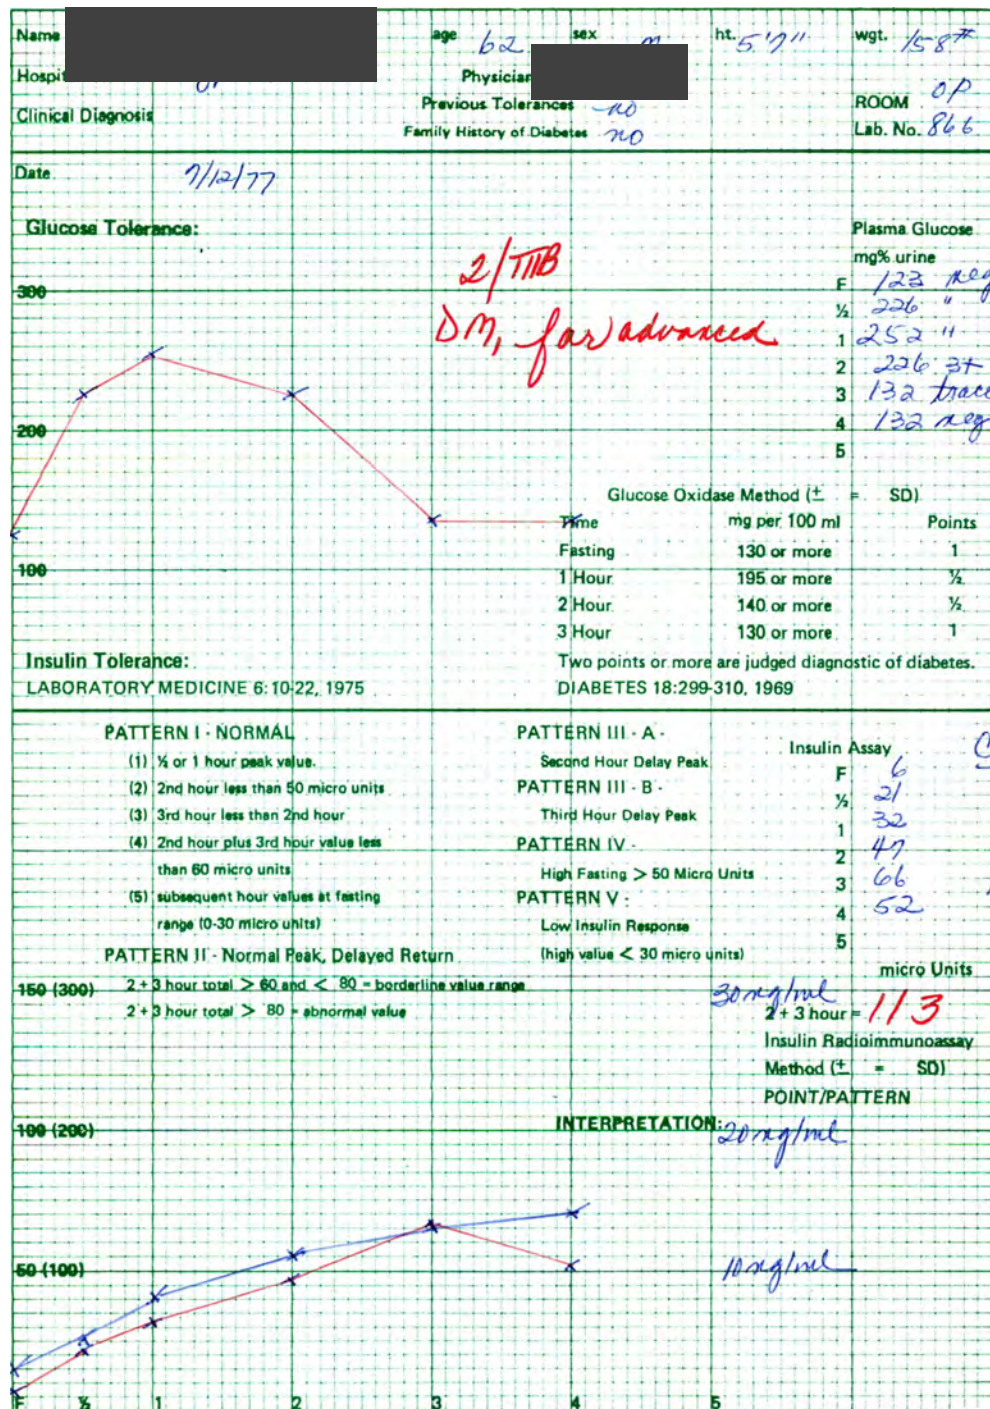 Name age 62 sex m ht. 5'7" wgt. 158#
Hospit Physician
Clinical Diagnosis Previous Tolerances no ROOM OP
Family History of Diabetes no Lab. No. 866
Date 7/12/77
Glucose Tolerance:
Plasma Glucose
mg% urine
2/IIIB
DM, far advanced
F 123 neg
½ 226 "
1 252 "
2 226 3+
3 132 trace
4 132 neg
5
300
200
100
Glucose Oxidase Method (± = SD)
Time mg per 100 ml Points
Fasting 130 or more 1
1 Hour 195 or more ½
2 Hour 140 or more ½
3 Hour 130 or more 1
Two points or more are judged diagnostic of diabetes.
Insulin Tolerance:
LABORATORY MEDICINE 6:10-22, 1975 DIABETES 18:299-310, 1969
PATTERN I - NORMAL
(1) ½ or 1 hour peak value.
(2) 2nd hour less than 50 micro units
(3) 3rd hour less than 2nd hour
(4) 2nd hour plus 3rd hour value less
than 60 micro units
(5) subsequent hour values at fasting
range (0-30 micro units)
PATTERN II - Normal Peak, Delayed Return
2 + 3 hour total > 60 and < 80 = borderline value range
2 + 3 hour total > 80 = abnormal value
PATTERN III - A -
Second Hour Delay Peak
PATTERN III - B -
Third Hour Delay Peak
PATTERN IV -
High Fasting > 50 Micro Units
PATTERN V :
Low Insulin Response
(high value < 30 micro units)
Insulin Assay C
F 6
½ 21
1 32
2 47
3 66
4 52
5
micro Units
2 + 3 hour = 113
Insulin Radioimmunoassay
Method (± = SD)
POINT/PATTERN
INTERPRETATION:
150 (300) 30 ng/ml
100 (200) 20 ng/ml
50 (100) 10 ng/ml
F ½ 1 2 3 4 5